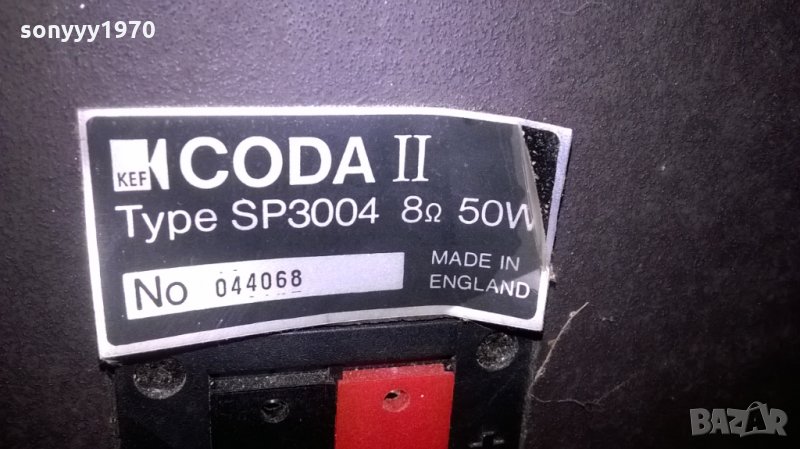 sonyyy1970
KEF CODA II
Type SP3004 8Ω 50W
No 044068
MADE IN
ENGLAND
+
BAZAR